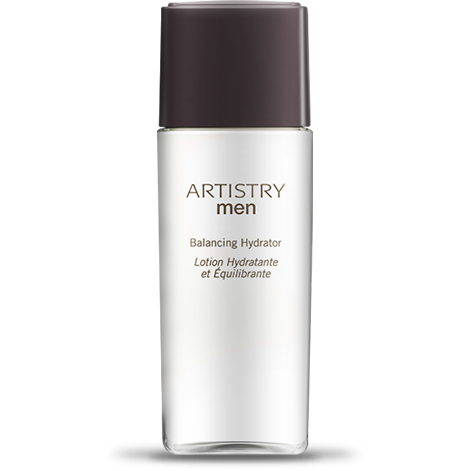 ARTISTRY
men
Balancing Hydrator
Lotion Hydratante
et Équilibrante